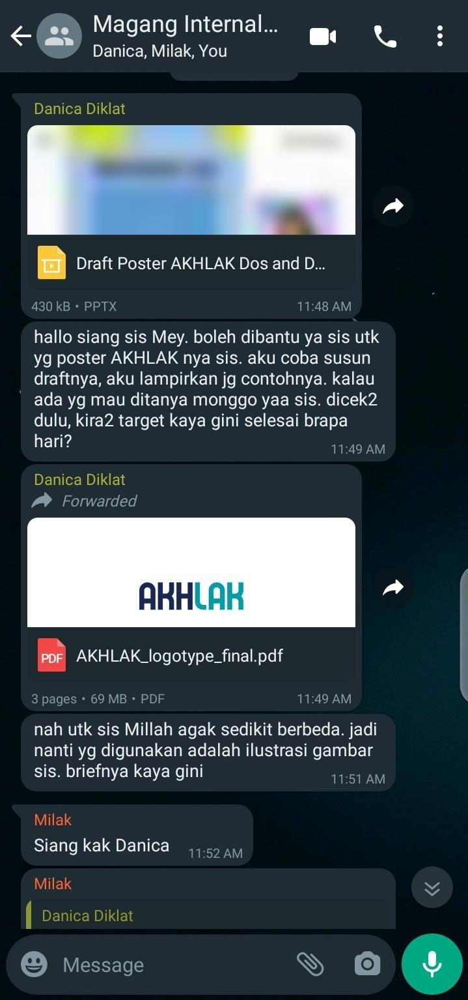 Magang Internal...
Danica, Milak, You
Danica Diklat
Draft Poster AKHLAK Dos and D...
430 kB • PPTX 11:48 AM
hallo siang sis Mey. boleh dibantu ya sis utk
yg poster AKHLAK nya sis. aku coba susun
draftnya, aku lampirkan jg contohnya. kalau
ada yg mau ditanya monggo yaa sis. dicek2
dulu, kira2 target kaya gini selesai brapa
hari?
11:49 AM
Danica Diklat
Forwarded
AKHLAK
PDF AKHLAK_logotype_final.pdf
3 pages • 69 MB • PDF 11:49 AM
nah utk sis Millah agak sedikit berbeda. jadi
nanti yg digunakan adalah ilustrasi gambar
sis. briefnya kaya gini
11:51 AM
Milak
Siang kak Danica 11:52 AM
Milak
Danica Diklat
Message